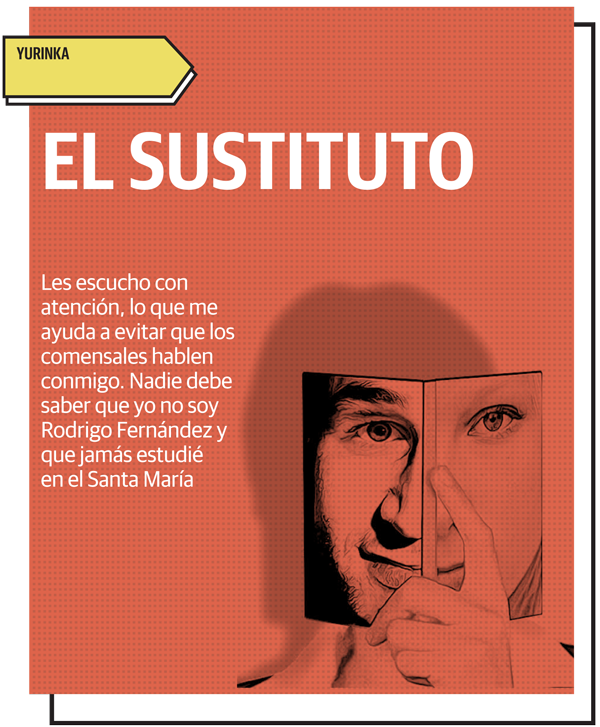 YURINKA
EL SUSTITUTO
Les escucho con
atención, lo que me
ayuda a evitar que los
comensales hablen
conmigo. Nadie debe
saber que yo no soy
Rodrigo Fernández y
que jamás estudié
en el Santa María